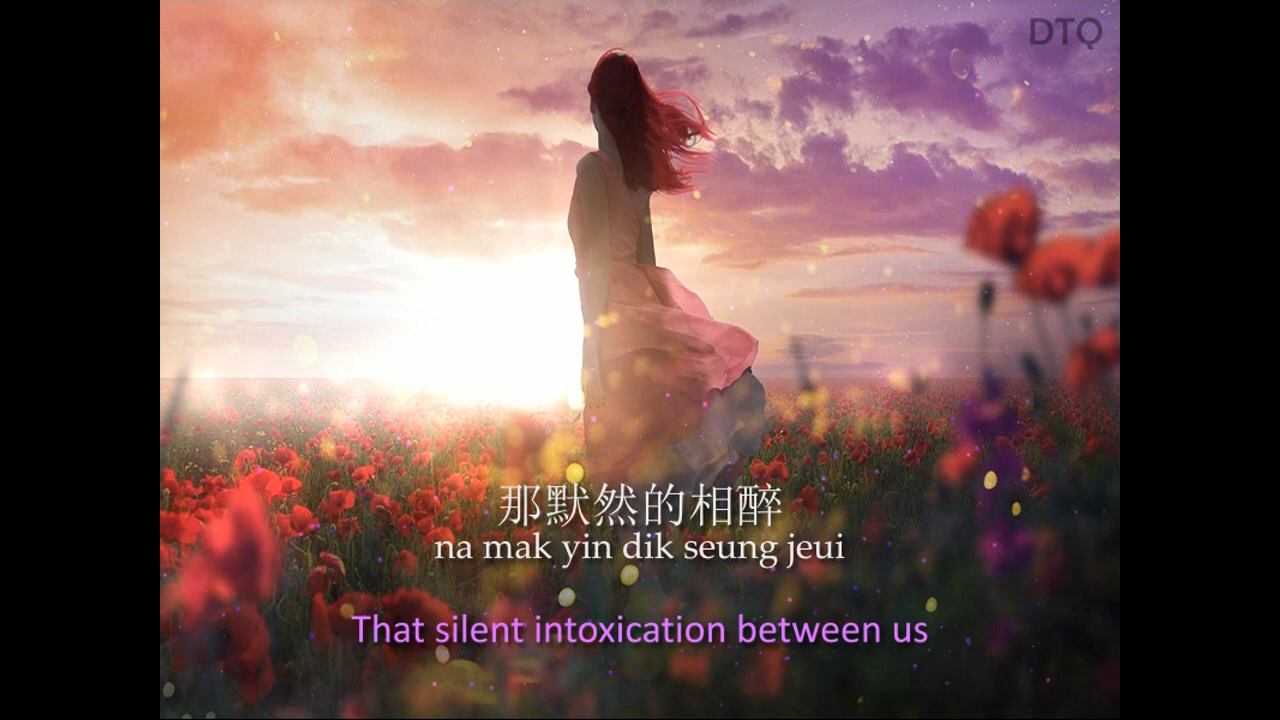 DTQ
那默然的相醉
na mak yin dik seung jeui
That silent intoxication between us